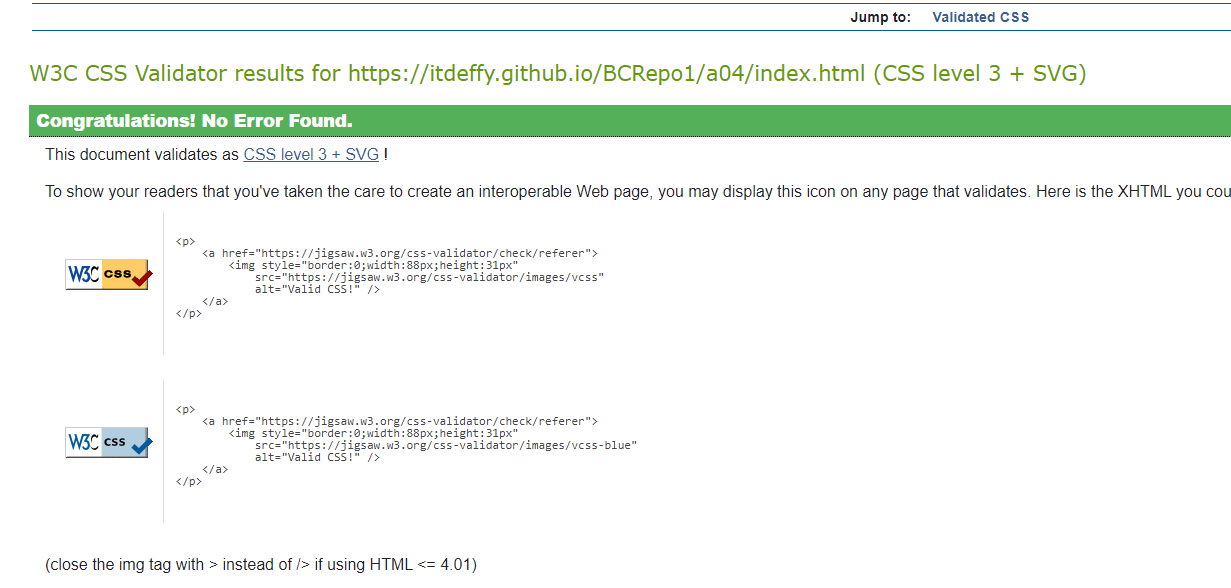 Jump to: Validated CSS
W3C CSS Validator results for https://itdeffy.github.io/BCRepo1/a04/index.html (CSS level 3 + SVG)
Congratulations! No Error Found.
This document validates as CSS level 3 + SVG !
To show your readers that you've taken the care to create an interoperable Web page, you may display this icon on any page that validates. Here is the XHTML you cou
<p>
<a href="https://jigsaw.w3.org/css-validator/check/referer">
<img style="border:0;width:88px;height:31px"
W3C css
src="https://jigsaw.w3.org/css-validator/images/vcss"
alt="Valid CSS!" />
</a>
</p>
<p>
<a href="https://jigsaw.w3.org/css-validator/check/referer">
<img style="border:0;width:88px;height:31px"
W3C css
src="https://jigsaw.w3.org/css-validator/images/vcss-blue"
alt="Valid CSS!" />
</a>
</p>
(close the img tag with > instead of /> if using HTML <= 4.01)